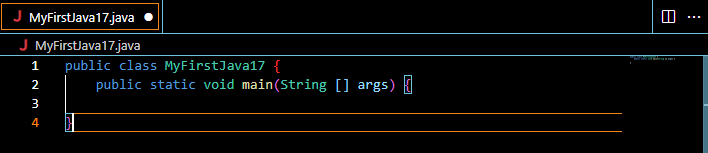 MyFirstJava17.java
MyFirstJava17.java
1 public class MyFirstJava17 {
2     public static void main(String [] args) {
3
4 }